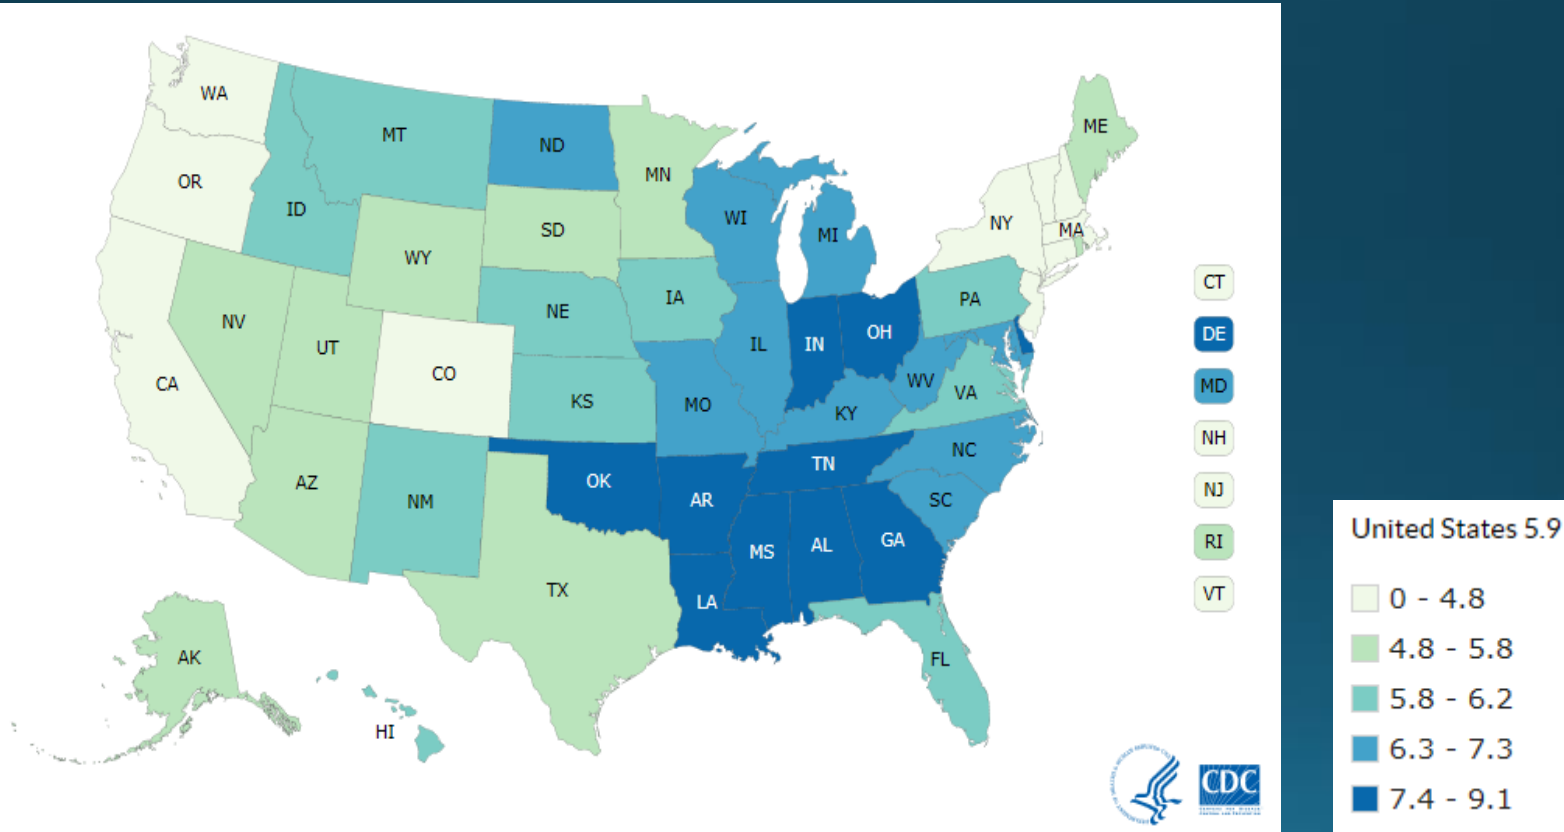 WA
MT
ND
MN
ME
OR
ID
SD
WI
MI
NY
MA
WY
NE
IA
PA
CT
NV
UT
CO
IL
IN
OH
DE
CA
KS
MO
KY
WV
VA
MD
NH
AZ
NM
OK
AR
TN
NC
SC
NJ
MS
AL
GA
RI
TX
LA
VT
AK
HI
FL
United States 5.9
0 - 4.8
4.8 - 5.8
5.8 - 6.2
6.3 - 7.3
7.4 - 9.1
CDC